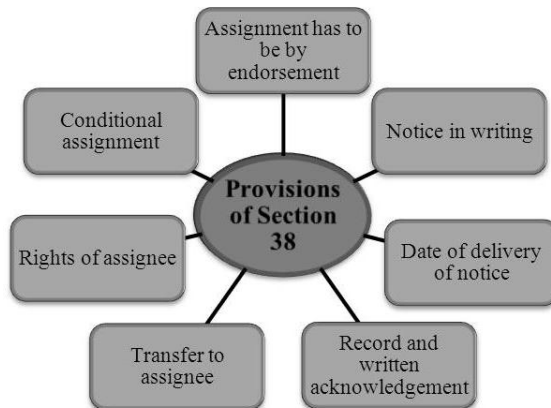 Assignment has to
be by
endorsement
Notice in writing
Date of delivery
of notice
Record and
written
acknowledgement
Transfer to
assignee
Rights of assignee
Conditional
assignment
Provisions
of Section
38